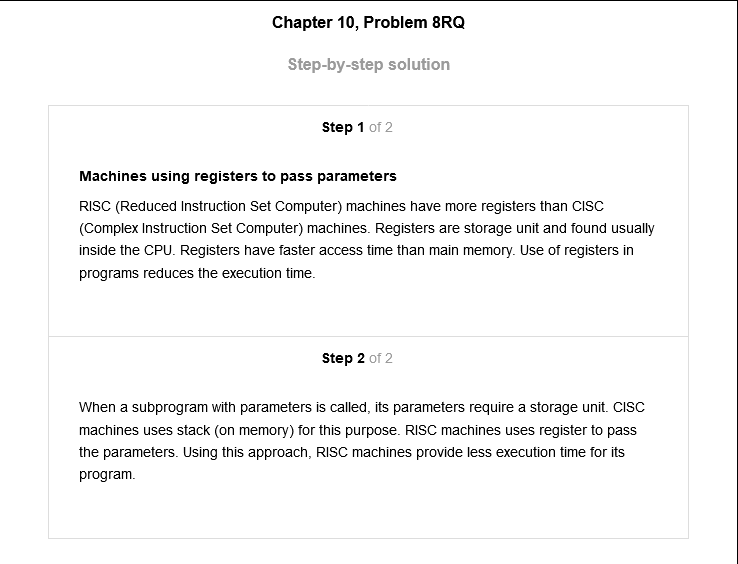 Chapter 10, Problem 8RQ
Step-by-step solution
Step 1 of 2
Machines using registers to pass parameters
RISC (Reduced Instruction Set Computer) machines have more registers than CISC
(Complex Instruction Set Computer) machines. Registers are storage unit and found usually
inside the CPU. Registers have faster access time than main memory. Use of registers in
programs reduces the execution time.
Step 2 of 2
When a subprogram with parameters is called, its parameters require a storage unit. CISC
machines uses stack (on memory) for this purpose. RISC machines uses register to pass
the parameters. Using this approach, RISC machines provide less execution time for its
program.